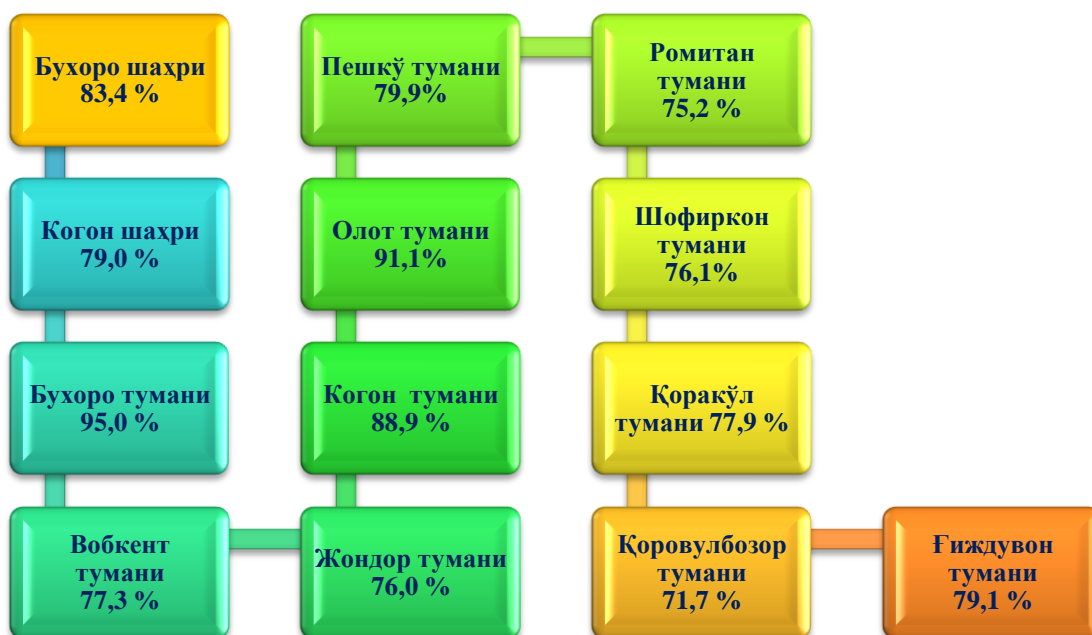 Бухоро шаҳри
83,4 %
Когон шаҳри
79,0 %
Бухоро тумани
95,0 %
Вобкент
тумани
77,3 %
Жондор тумани
76,0 %
Когон тумани
88,9 %
Олот тумани
91,1%
Пешкў тумани
79,9%
Ромитан
тумани
75,2 %
Шофиркон
тумани
76,1%
Қоракўл
тумани 77,9 %
Қоровулбозор
тумани
71,7 %
Ғиждувон
тумани
79,1 %